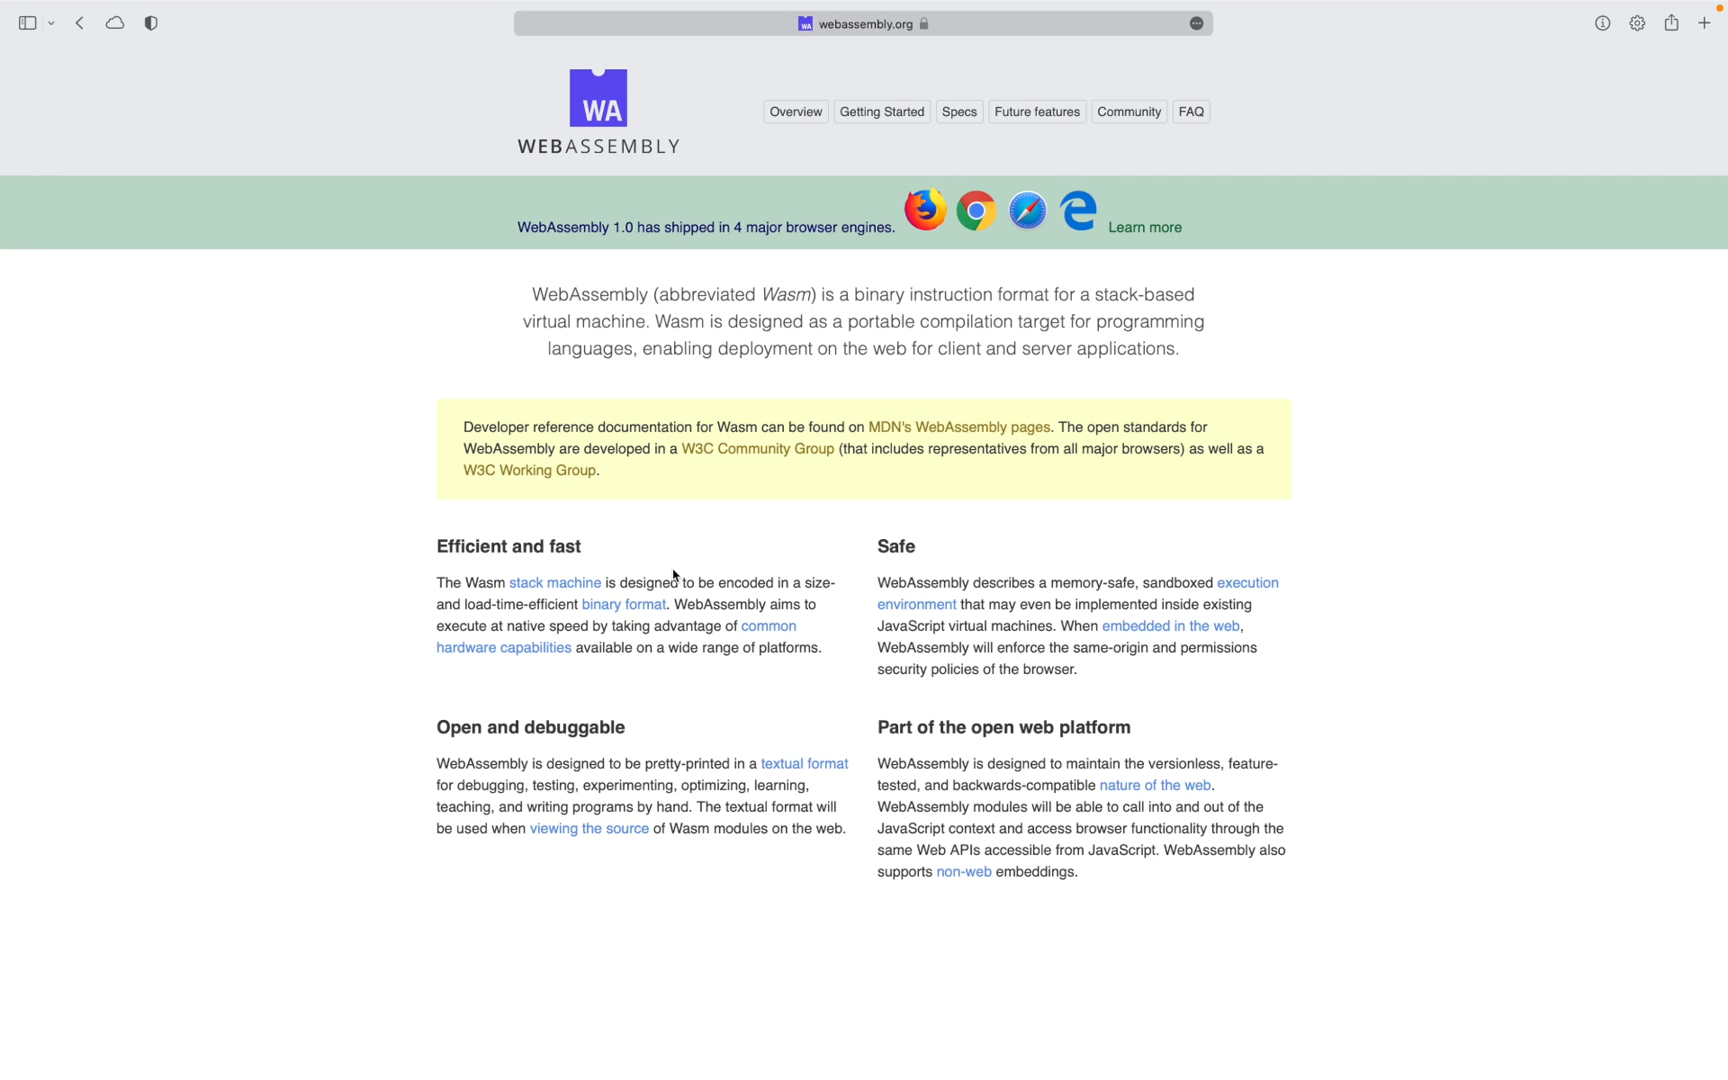 webassembly.org
WA
WEBASSEMBLY
Overview Getting Started Specs Future features Community FAQ
WebAssembly 1.0 has shipped in 4 major browser engines. Learn more
WebAssembly (abbreviated Wasm) is a binary instruction format for a stack-based
virtual machine. Wasm is designed as a portable compilation target for programming
languages, enabling deployment on the web for client and server applications.
Developer reference documentation for Wasm can be found on MDN's WebAssembly pages. The open standards for
WebAssembly are developed in a W3C Community Group (that includes representatives from all major browsers) as well as a
W3C Working Group.
Efficient and fast
The Wasm stack machine is designed to be encoded in a size-
and load-time-efficient binary format. WebAssembly aims to
execute at native speed by taking advantage of common
hardware capabilities available on a wide range of platforms.
Safe
WebAssembly describes a memory-safe, sandboxed execution
environment that may even be implemented inside existing
JavaScript virtual machines. When embedded in the web,
WebAssembly will enforce the same-origin and permissions
security policies of the browser.
Open and debuggable
WebAssembly is designed to be pretty-printed in a textual format
for debugging, testing, experimenting, optimizing, learning,
teaching, and writing programs by hand. The textual format will
be used when viewing the source of Wasm modules on the web.
Part of the open web platform
WebAssembly is designed to maintain the versionless, feature-
tested, and backwards-compatible nature of the web.
WebAssembly modules will be able to call into and out of the
JavaScript context and access browser functionality through the
same Web APIs accessible from JavaScript. WebAssembly also
supports non-web embeddings.